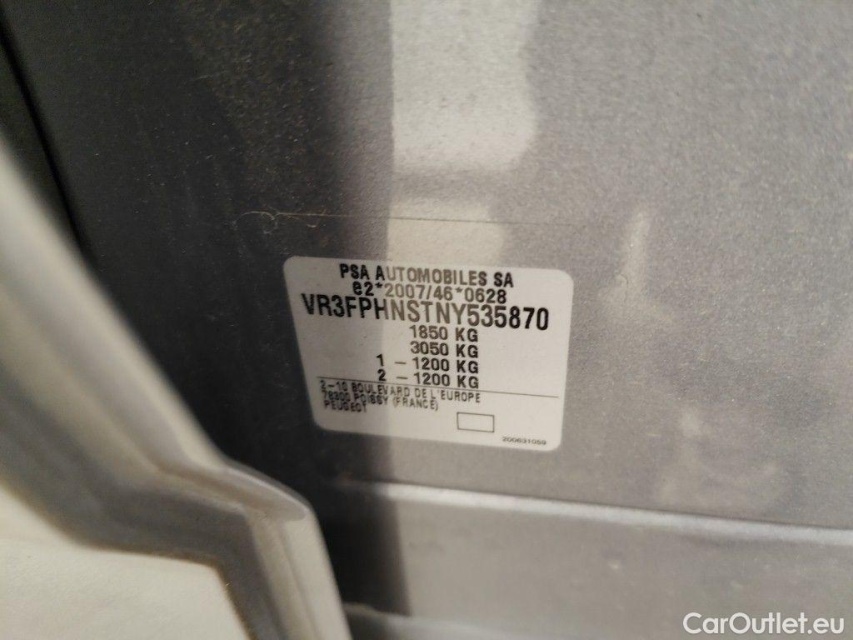 PSA AUTOMOBILES SA
e2*2007/46*0628
VR3FPHNSTNY535870
1850 KG
3050 KG
1 - 1200 KG
2 - 1200 KG
2-10 BOULEVARD DE L'EUROPE
78300 POISSY (FRANCE)
PEUGEOT
200631059
CarOutlet.eu